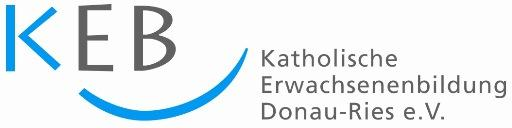 KEB
Katholische
Erwachsenenbildung
Donau-Ries e.V.